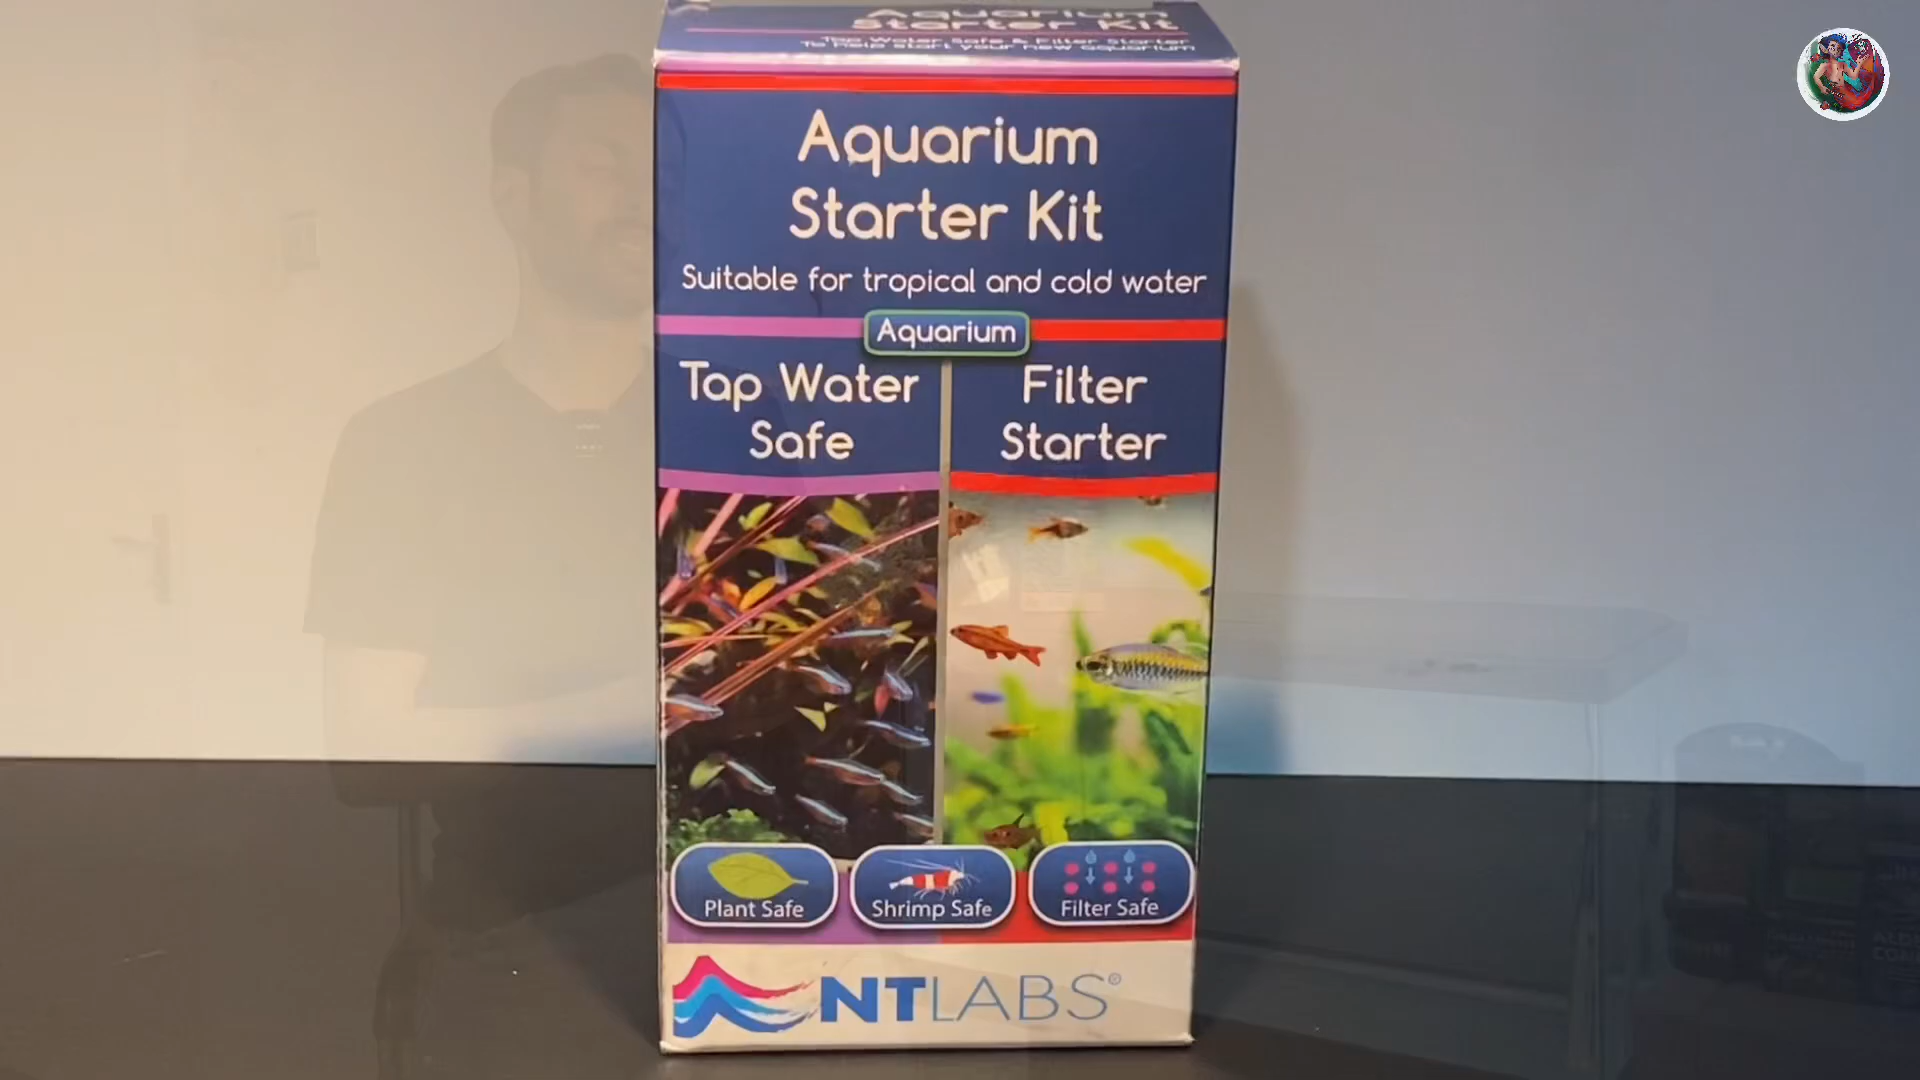 Aquarium
Starter Kit
Tap Water Safe & Filter Starter
To help start your new aquarium
Aquarium
Starter Kit
Suitable for tropical and cold water
Aquarium
Tap Water
Safe
Filter
Starter
Plant Safe
Shrimp Safe
Filter Safe
NTLABS®